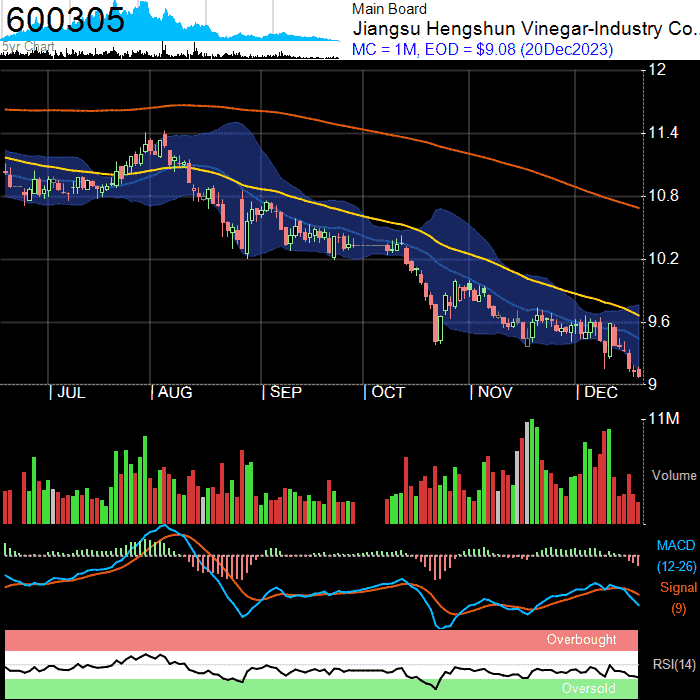 600305
5yr Chart
Main Board
Jiangsu Hengshun Vinegar-Industry Co..
MC = 1M, EOD = $9.08 (20Dec2023)
12
11.4
10.8
10.2
9.6
9
JUL
AUG
SEP
OCT
NOV
DEC
11M
Volume
MACD
(12-26)
Signal
(9)
Overbought
RSI(14)
Oversold